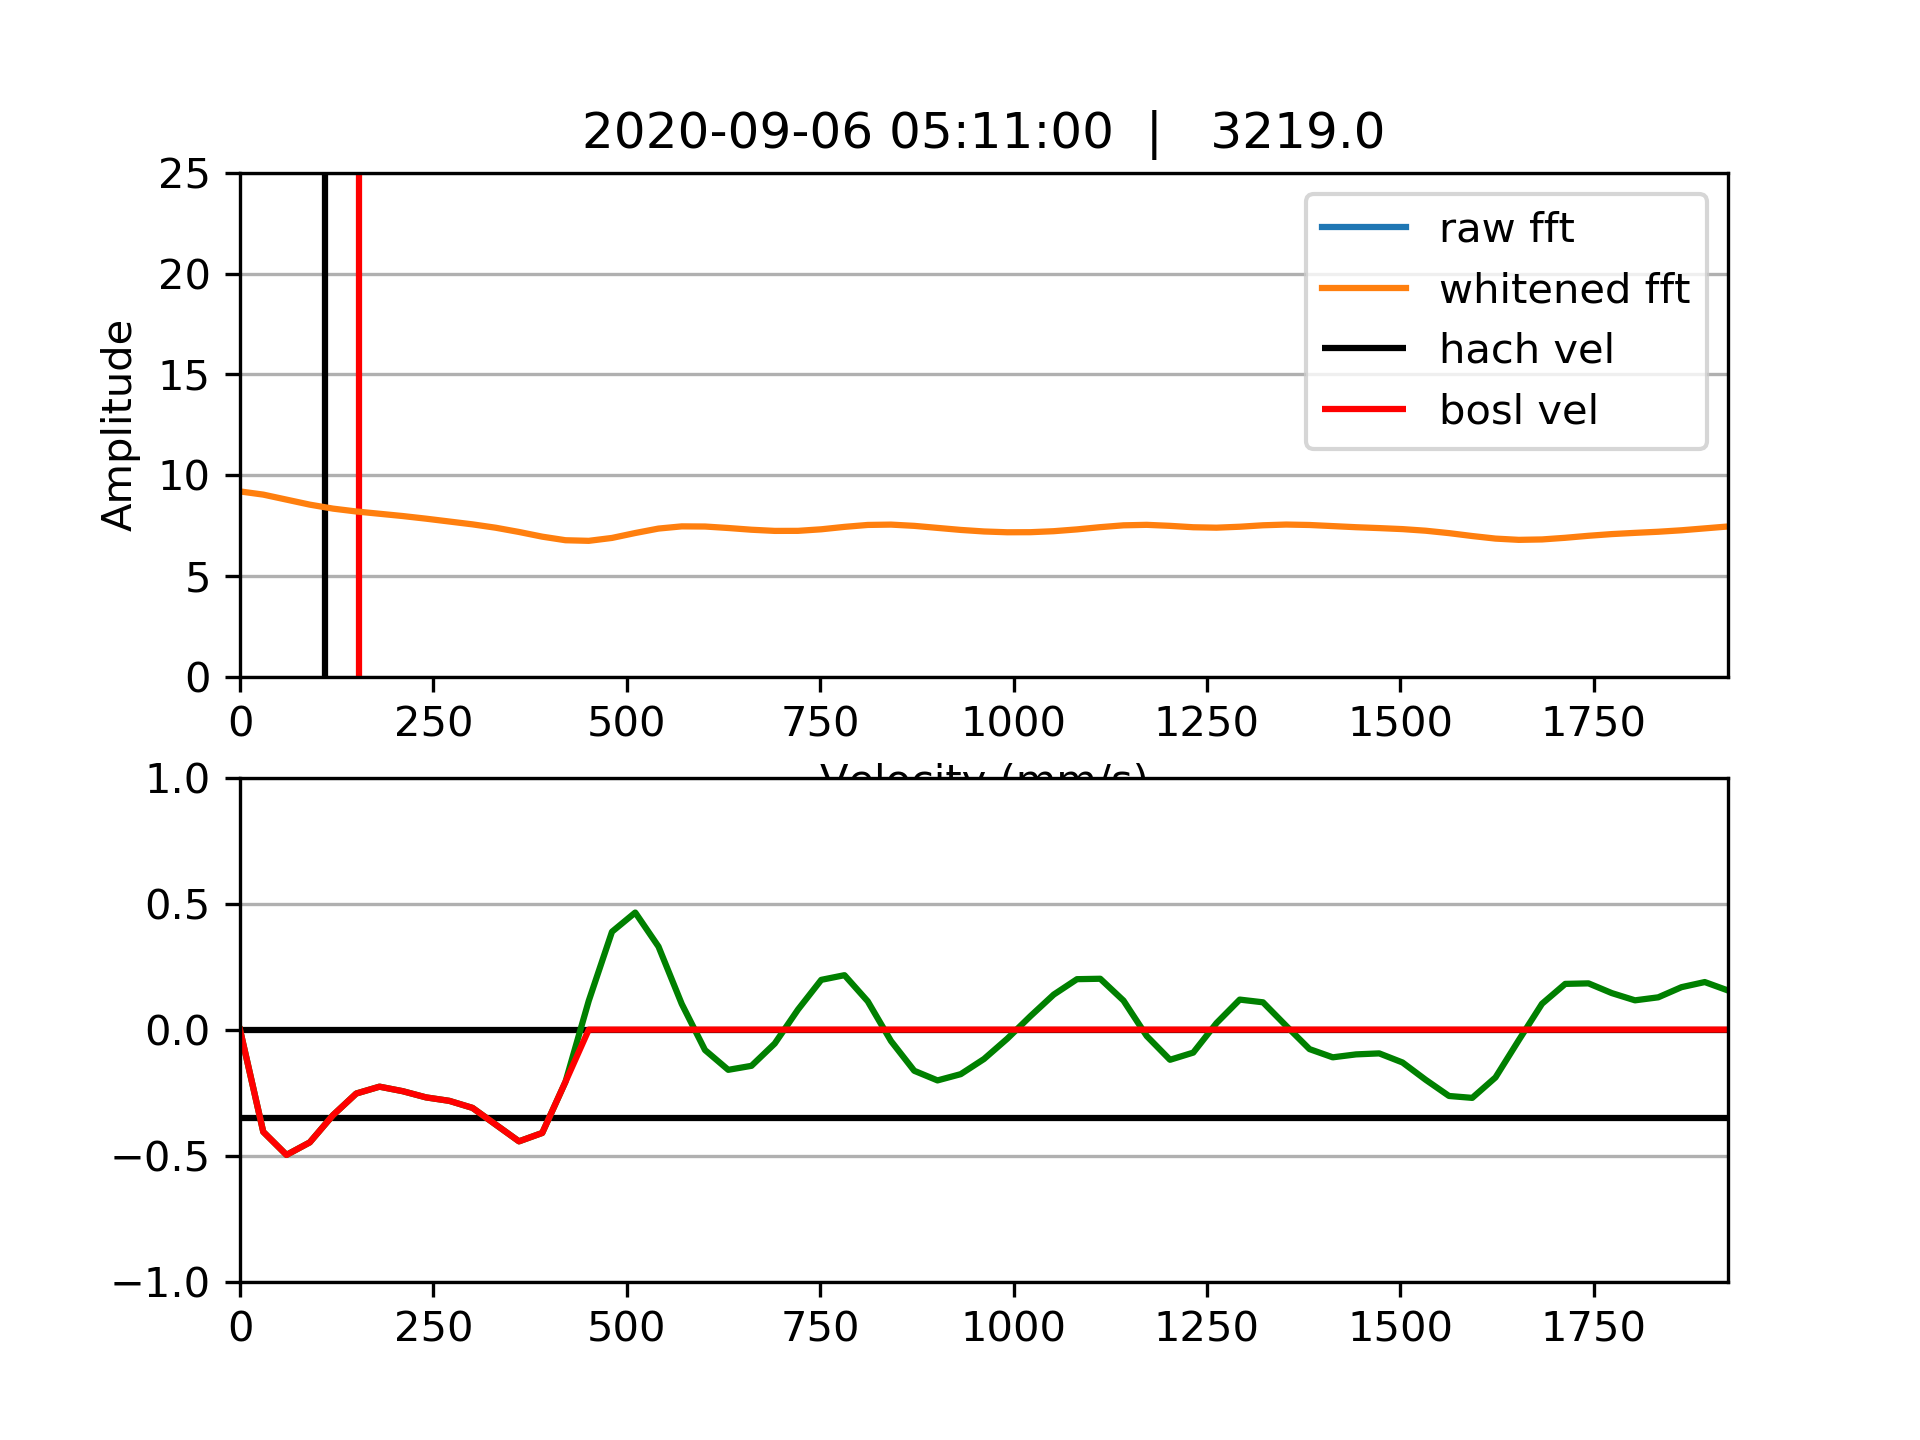 2020-09-06 05:11:00 | 3219.0
25
20
15
10
5
0
Amplitude
raw fft
whitened fft
hach vel
bosl vel
0 250 500 750 1000 1250 1500 1750
Velocity (mm/s)
1.0
0.5
0.0
−0.5
−1.0
0 250 500 750 1000 1250 1500 1750